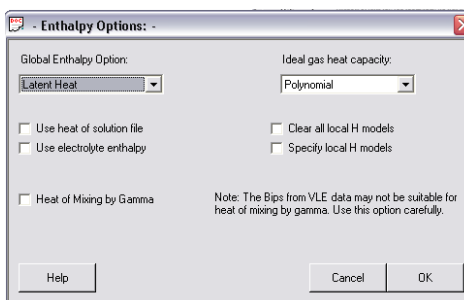 - Enthalpy Options: -
Global Enthalpy Option:
Ideal gas heat capacity:
Latent Heat
Polynomial
Use heat of solution file
Clear all local H models
Use electrolyte enthalpy
Specify local H models
Heat of Mixing by Gamma
Note: The Bips from VLE data may not be suitable for
heat of mixing by gamma. Use this option carefully.
Help
Cancel
OK